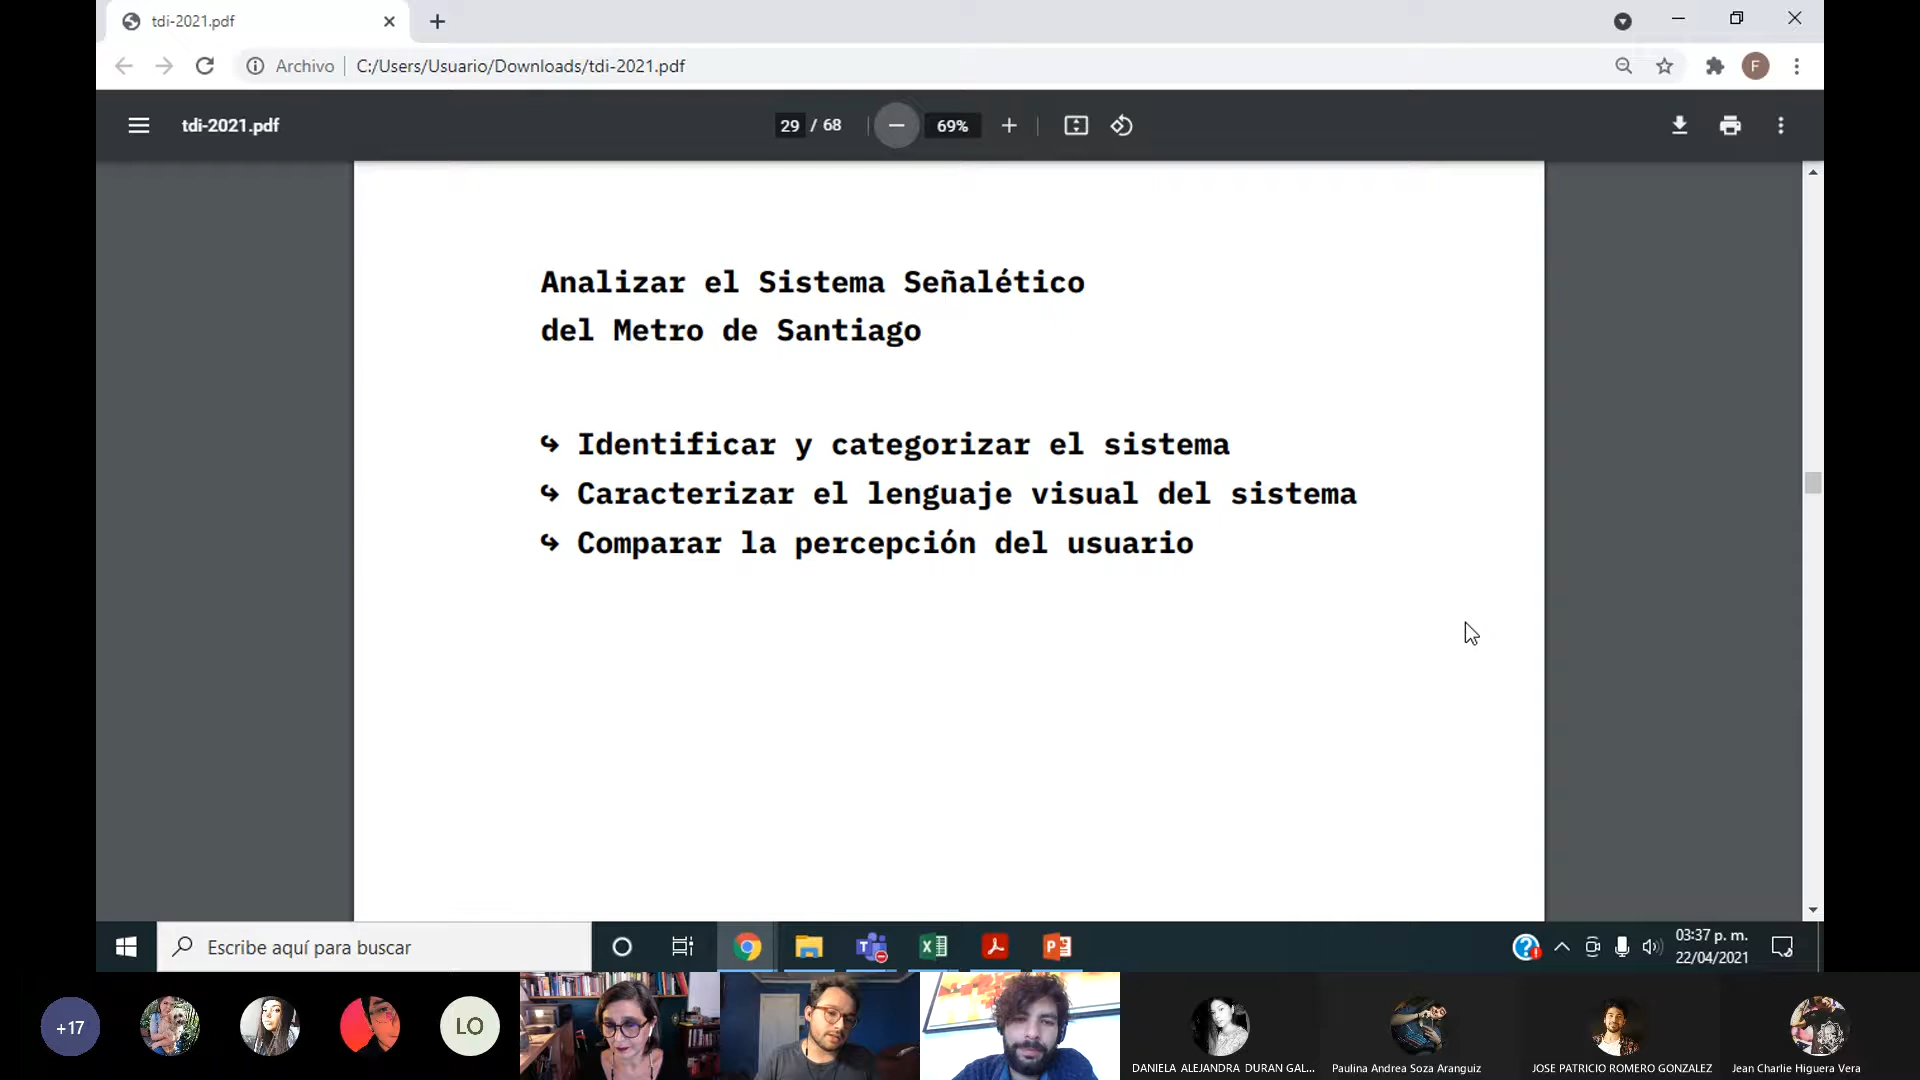 tdi-2021.pdf
Archivo
C:/Users/Usuario/Downloads/tdi-2021.pdf
F
tdi-2021.pdf
29 / 68
69%
Analizar el Sistema Señalético
del Metro de Santiago
↪ Identificar y categorizar el sistema
↪ Caracterizar el lenguaje visual del sistema
↪ Comparar la percepción del usuario
Escribe aquí para buscar
03:37 p. m.
22/04/2021
+17
LO
DANIELA ALEJANDRA DURAN GAL...
Paulina Andrea Soza Aranguiz
JOSE PATRICIO ROMERO GONZALEZ
Jean Charlie Higuera Vera